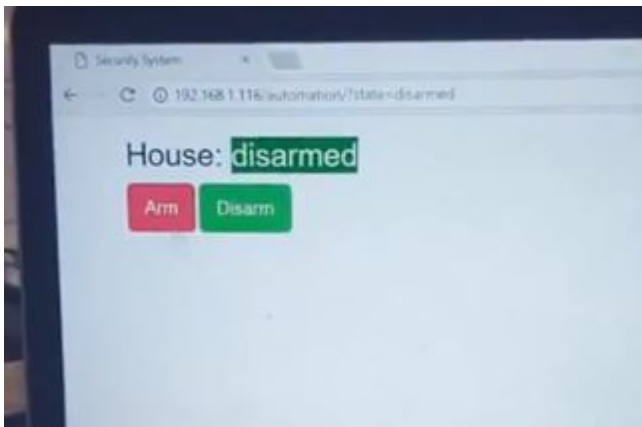 Security System
192.168.1.116/automation/?state=disarmed
House: disarmed
Arm Disarm